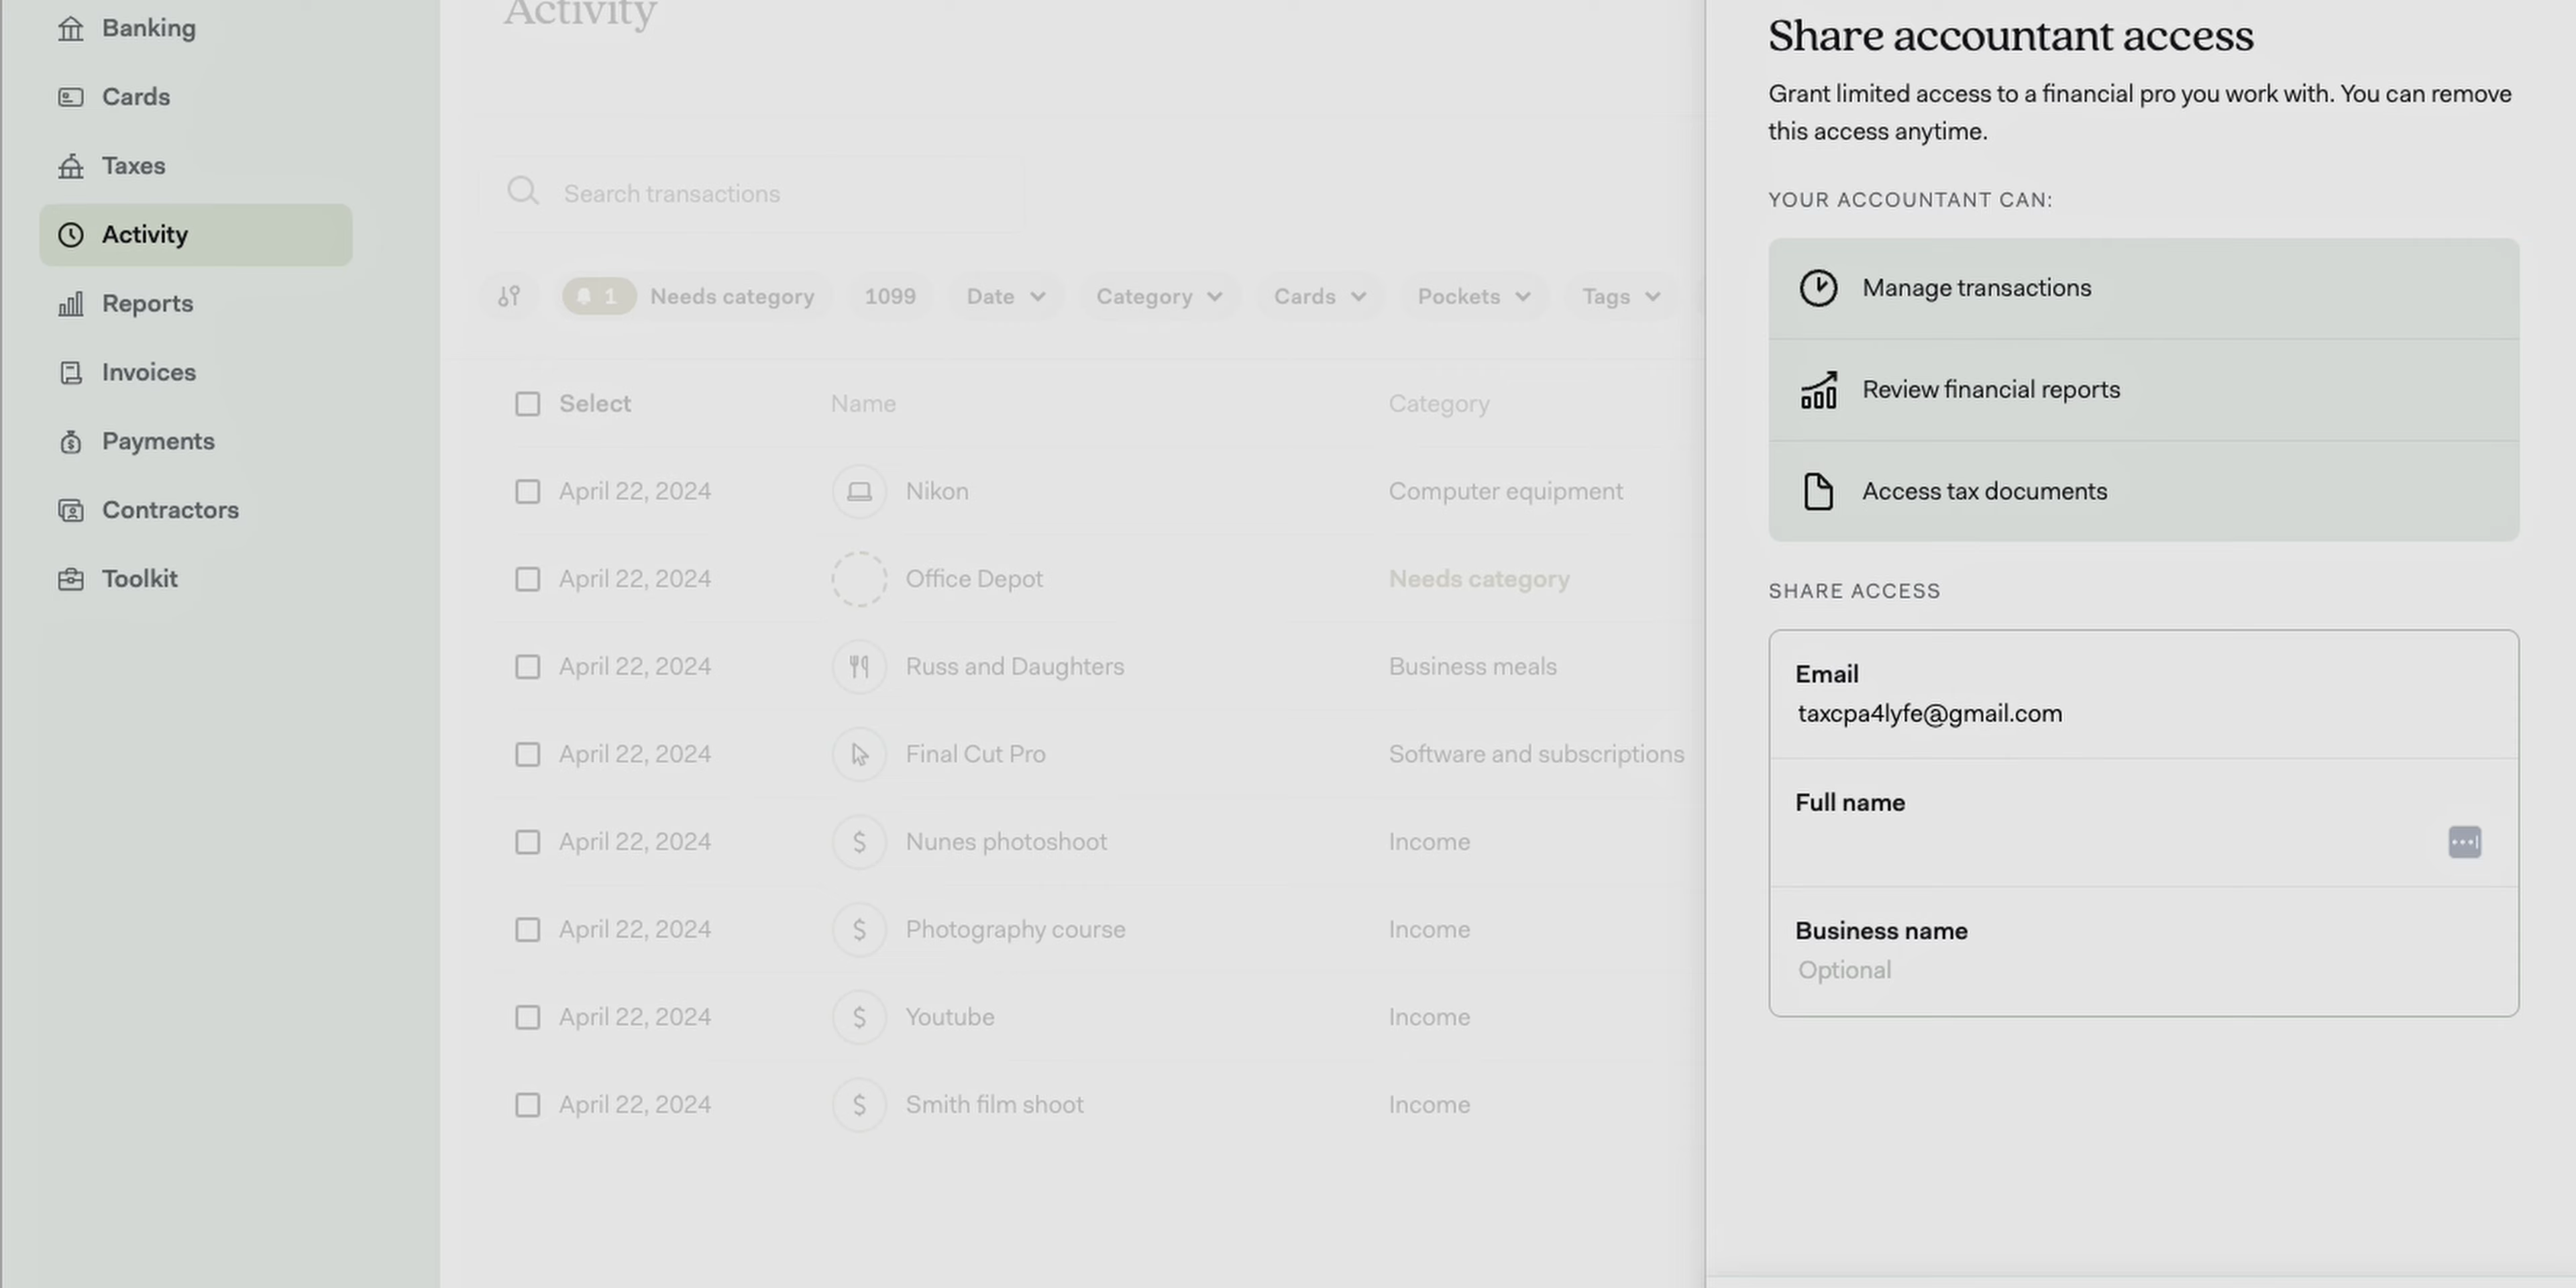 Banking
Cards
Taxes
Activity
Reports
Invoices
Payments
Contractors
Toolkit
Activity
Search transactions
1 Needs category 1099 Date Category Cards Pockets Tags
Select Name Category
April 22, 2024 Nikon Computer equipment
April 22, 2024 Office Depot Needs category
April 22, 2024 Russ and Daughters Business meals
April 22, 2024 Final Cut Pro Software and subscriptions
April 22, 2024 Nunes photoshoot Income
April 22, 2024 Photography course Income
April 22, 2024 Youtube Income
April 22, 2024 Smith film shoot Income
Share accountant access
Grant limited access to a financial pro you work with. You can remove
this access anytime.
YOUR ACCOUNTANT CAN:
Manage transactions
Review financial reports
Access tax documents
SHARE ACCESS
Email
taxcpa4lyfe@gmail.com
Full name
Business name
Optional